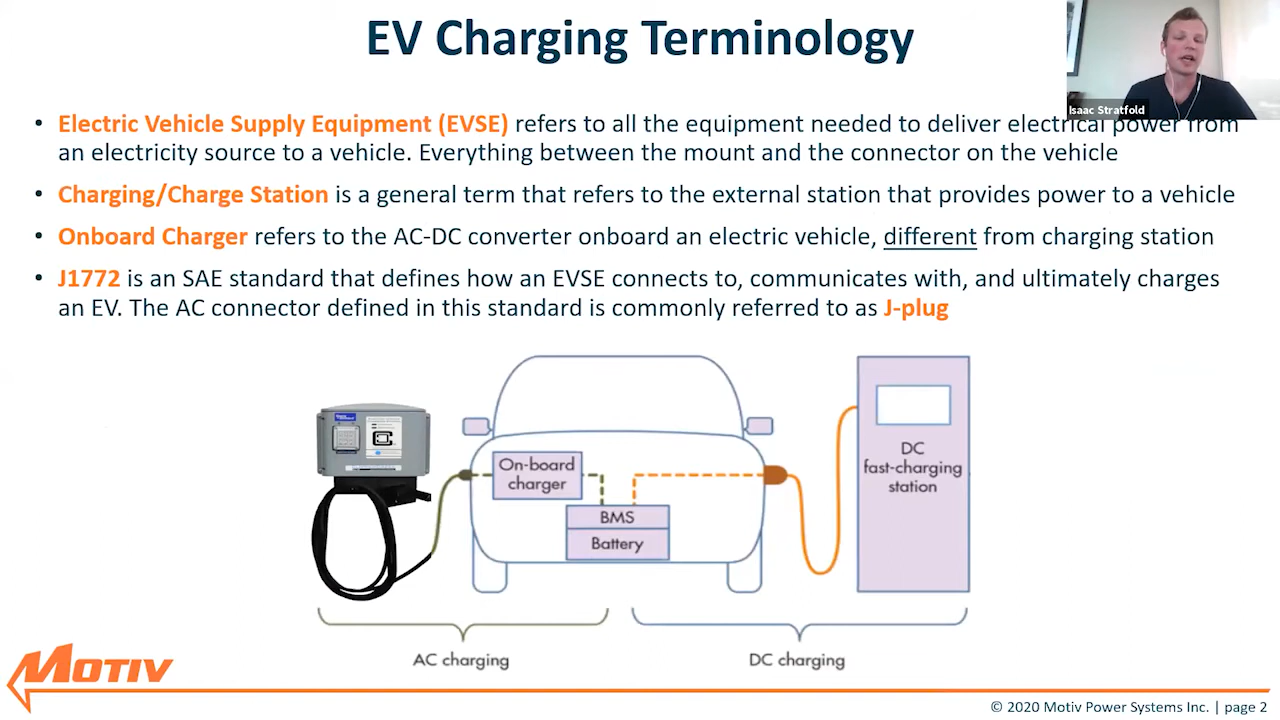 EV Charging Terminology
Isaac Stratfold
• Electric Vehicle Supply Equipment (EVSE) refers to all the equipment needed to deliver electrical power from
an electricity source to a vehicle. Everything between the mount and the connector on the vehicle
• Charging/Charge Station is a general term that refers to the external station that provides power to a vehicle
• Onboard Charger refers to the AC-DC converter onboard an electric vehicle, different from charging station
• J1772 is an SAE standard that defines how an EVSE connects to, communicates with, and ultimately charges
an EV. The AC connector defined in this standard is commonly referred to as J-plug
On-board
charger
BMS
Battery
DC
fast-charging
station
AC charging
DC charging
MOTIV
© 2020 Motiv Power Systems Inc. | page 2